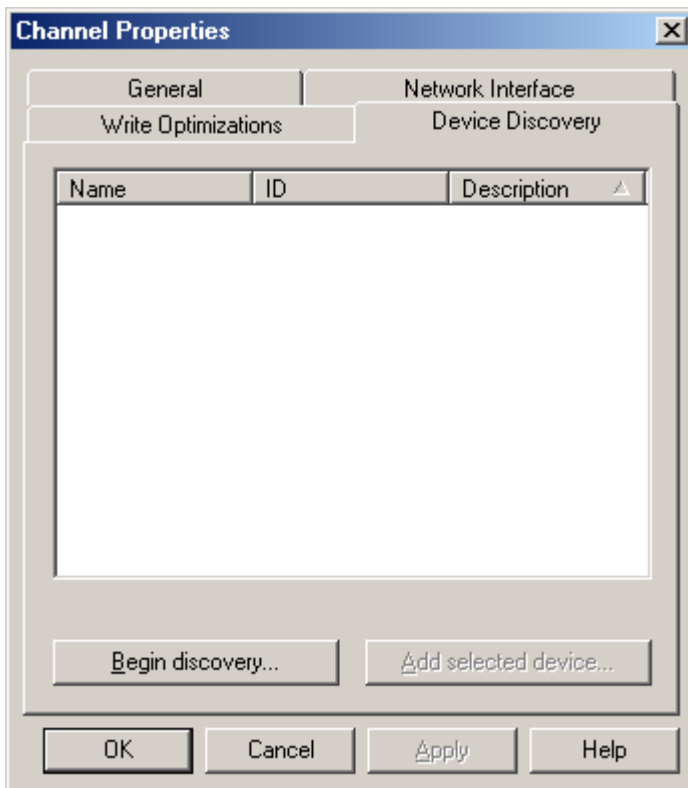 Channel Properties
General Network Interface
Write Optimizations Device Discovery
Name ID Description
Begin discovery... Add selected device...
OK Cancel Apply Help